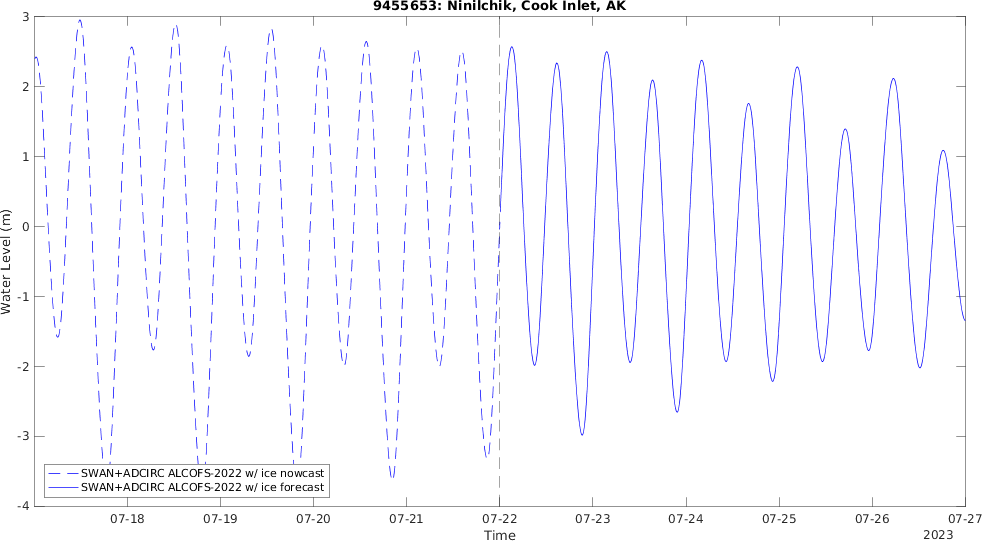 9455653: Ninilchik, Cook Inlet, AK
3
2
1
0
-1
-2
-3
-4
Water Level (m)
SWAN+ADCIRC ALCOFS-2022 w/ ice nowcast
SWAN+ADCIRC ALCOFS-2022 w/ ice forecast
07-18 07-19 07-20 07-21 07-22 07-23 07-24 07-25 07-26 07-27
Time
2023